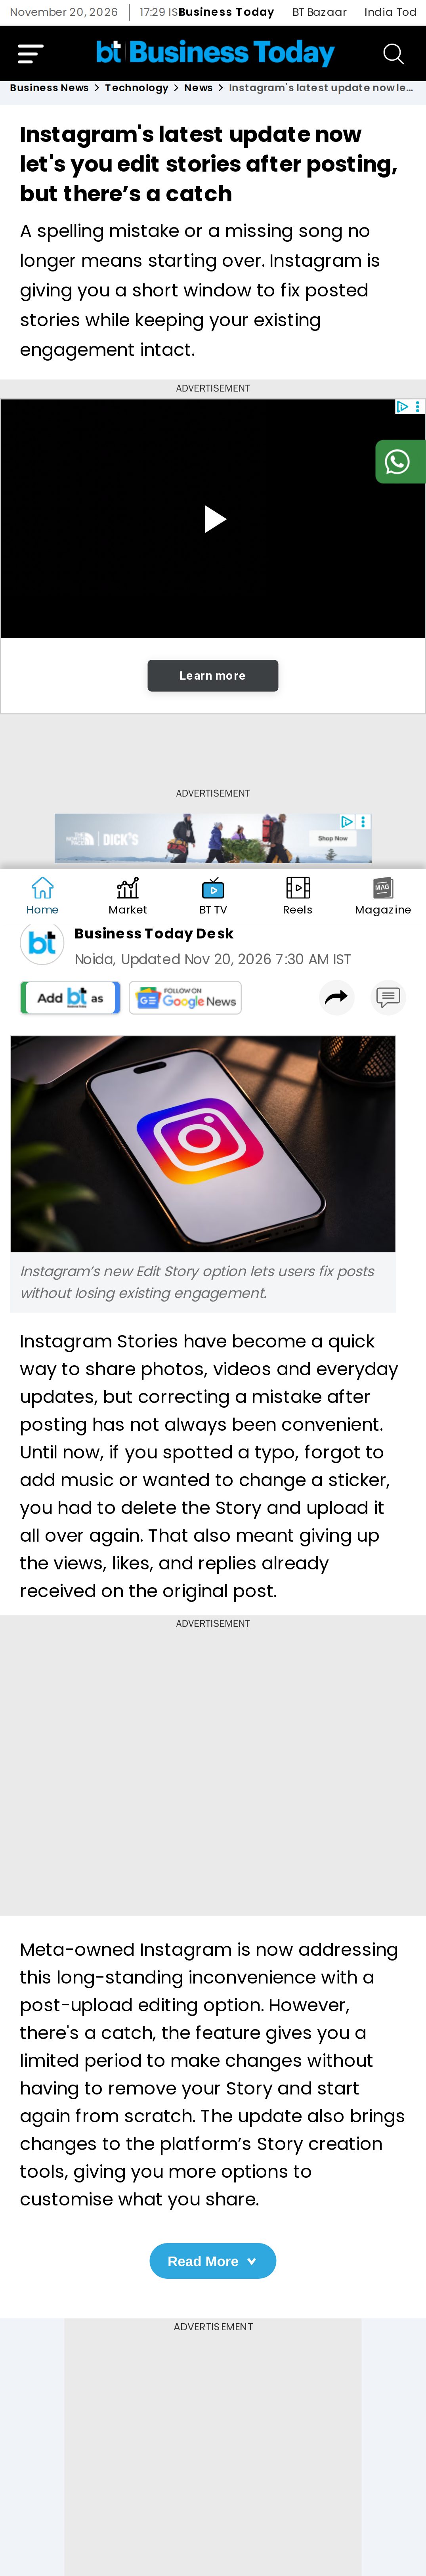 November 20, 2026 | 17:29 IS Business Today BT Bazaar India Tod
bt Business Today
Business News > Technology > News > Instagram's latest update now le...
Instagram's latest update now
let's you edit stories after posting,
but there’s a catch
A spelling mistake or a missing song no
longer means starting over. Instagram is
giving you a short window to fix posted
stories while keeping your existing
engagement intact.
ADVERTISEMENT
Learn more
ADVERTISEMENT
THE NORTH FACE DICK'S Shop Now
Home Market BT TV Reels MAG Magazine
bt Business Today Desk
Noida, Updated Nov 20, 2026 7:30 AM IST
Add bt as FOLLOW ON Google News
Instagram’s new Edit Story option lets users fix posts
without losing existing engagement.
Instagram Stories have become a quick
way to share photos, videos and everyday
updates, but correcting a mistake after
posting has not always been convenient.
Until now, if you spotted a typo, forgot to
add music or wanted to change a sticker,
you had to delete the Story and upload it
all over again. That also meant giving up
the views, likes, and replies already
received on the original post.
ADVERTISEMENT
Meta-owned Instagram is now addressing
this long-standing inconvenience with a
post-upload editing option. However,
there's a catch, the feature gives you a
limited period to make changes without
having to remove your Story and start
again from scratch. The update also brings
changes to the platform’s Story creation
tools, giving you more options to
customise what you share.
Read More
ADVERTISEMENT